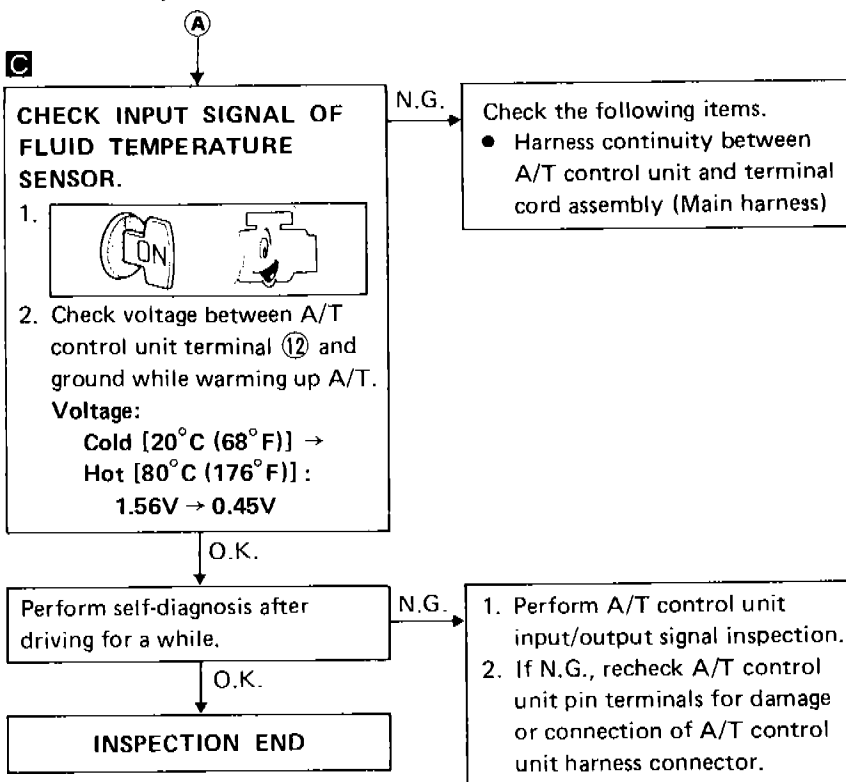 A
C
CHECK INPUT SIGNAL OF
FLUID TEMPERATURE
SENSOR.
1.
ON
2. Check voltage between A/T
control unit terminal ⑫ and
ground while warming up A/T.
Voltage:
Cold [20°C (68°F)] →
Hot [80°C (176°F)] :
1.56V → 0.45V
N.G.
Check the following items.
● Harness continuity between
A/T control unit and terminal
cord assembly (Main harness)
O.K.
Perform self-diagnosis after
driving for a while.
N.G.
1. Perform A/T control unit
input/output signal inspection.
2. If N.G., recheck A/T control
unit pin terminals for damage
or connection of A/T control
unit harness connector.
O.K.
INSPECTION END